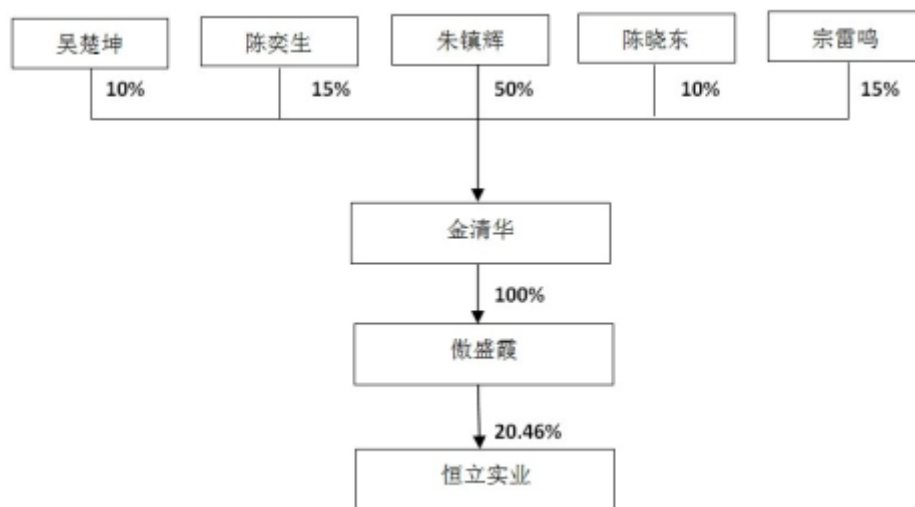 吴楚坤
陈奕生
朱镇辉
陈晓东
宗雷鸣
10%
15%
50%
10%
15%
金清华
100%
傲盛霞
20.46%
恒立实业